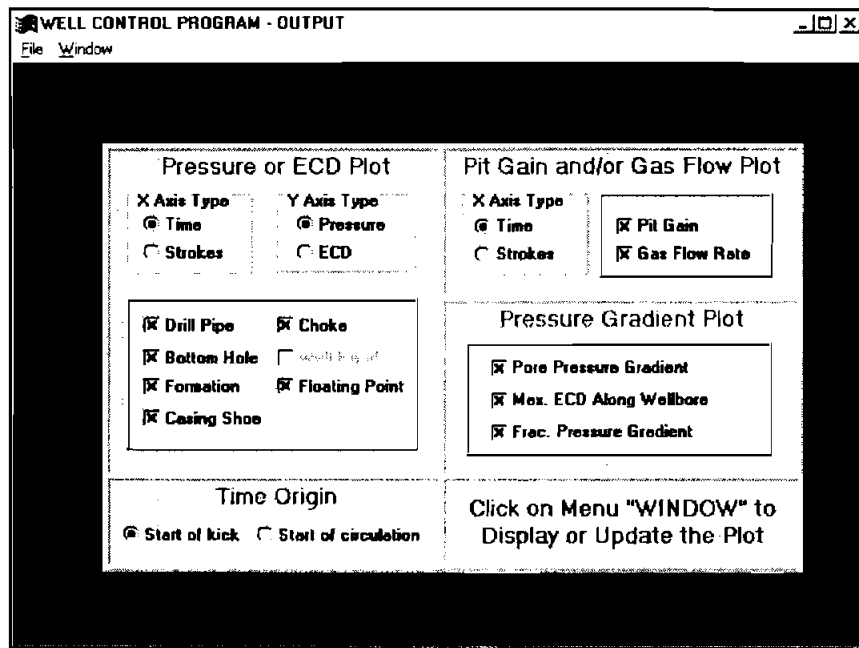 WELL CONTROL PROGRAM - OUTPUT
File Window
Pressure or ECD Plot
X Axis Type
Time
Strokes
Y Axis Type
Pressure
ECD
Drill Pipe
Choke
Bottom Hole
Formation
Floating Point
Casing Shoe
Time Origin
Start of kick
Start of circulation
Pit Gain and/or Gas Flow Plot
X Axis Type
Time
Strokes
Pit Gain
Gas Flow Rate
Pressure Gradient Plot
Pore Pressure Gradient
Max. ECD Along Wellbore
Frac. Pressure Gradient
Click on Menu "WINDOW" to
Display or Update the Plot